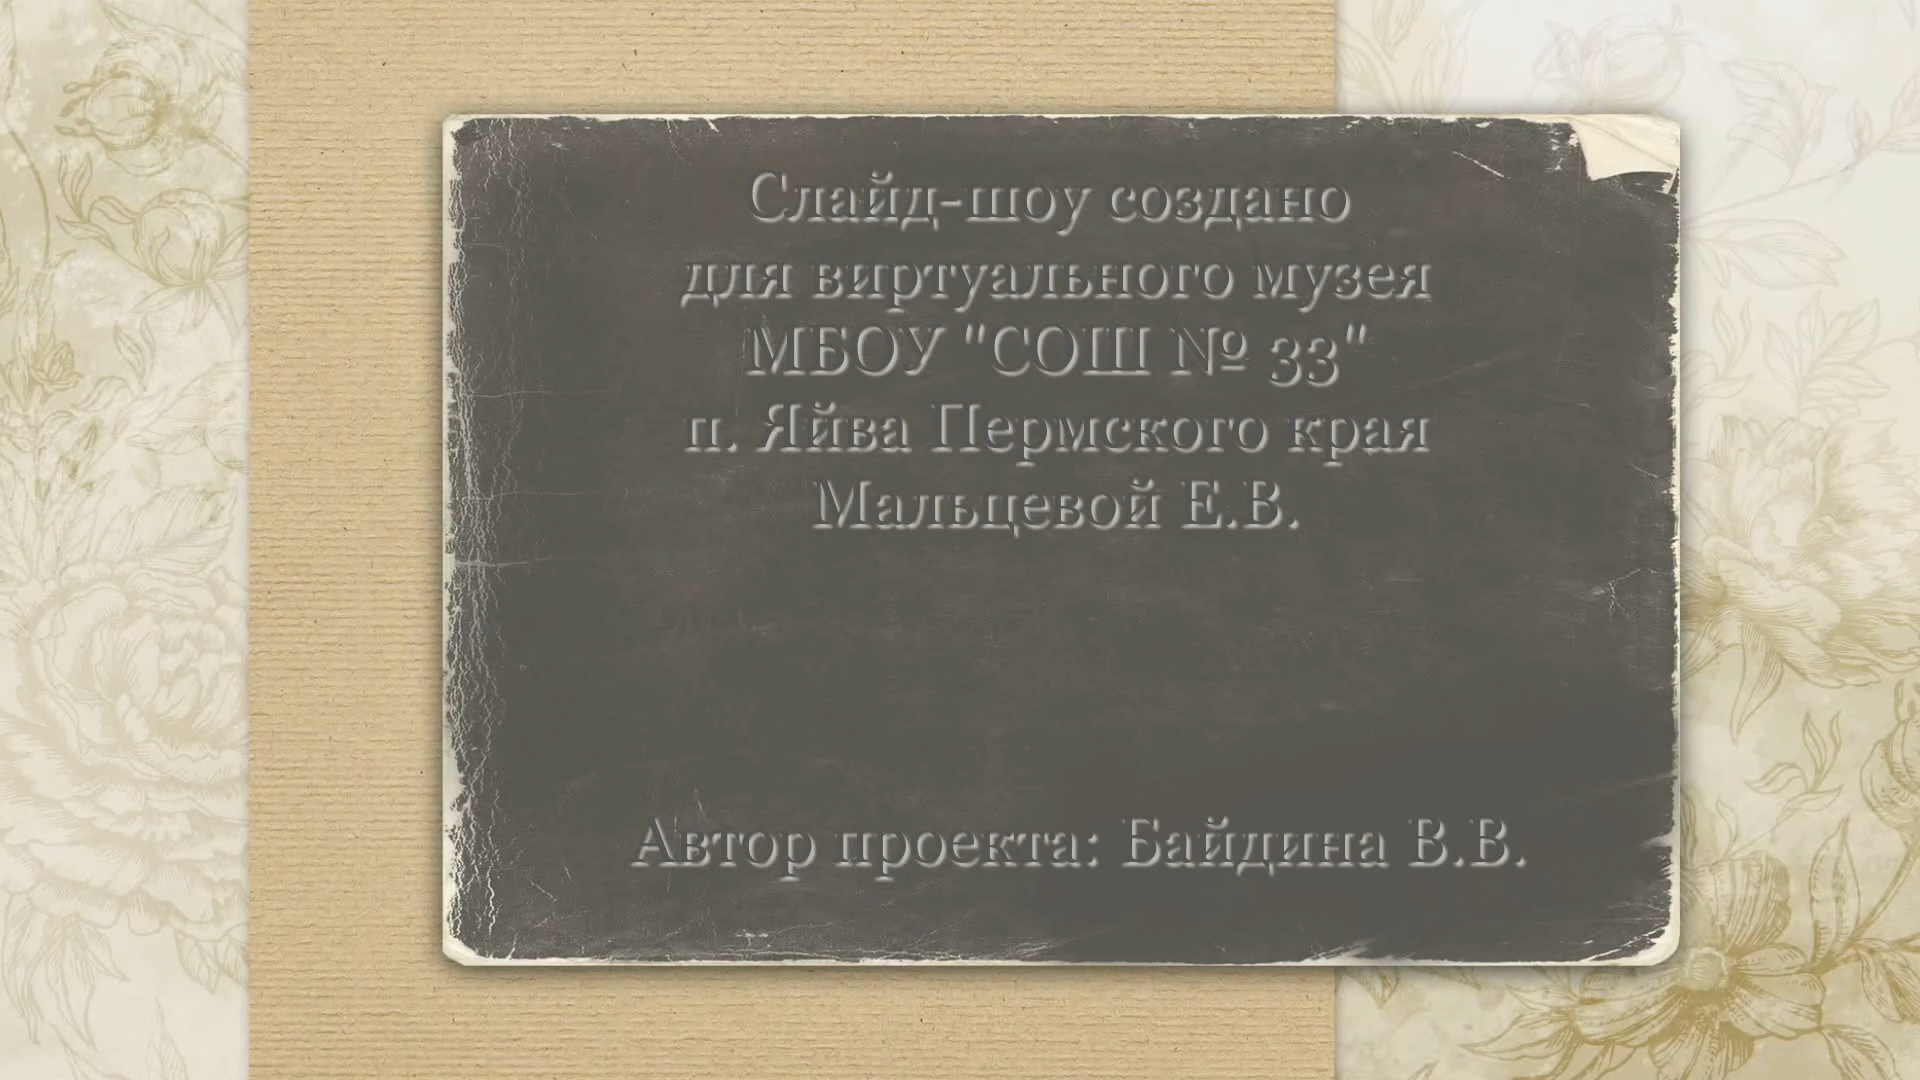 Слайд-шоу создано
для виртуального музея
МБОУ "СОШ № 33"
п. Яйва Пермского края
Мальцевой Е.В.
Автор проекта: Байдина В.В.